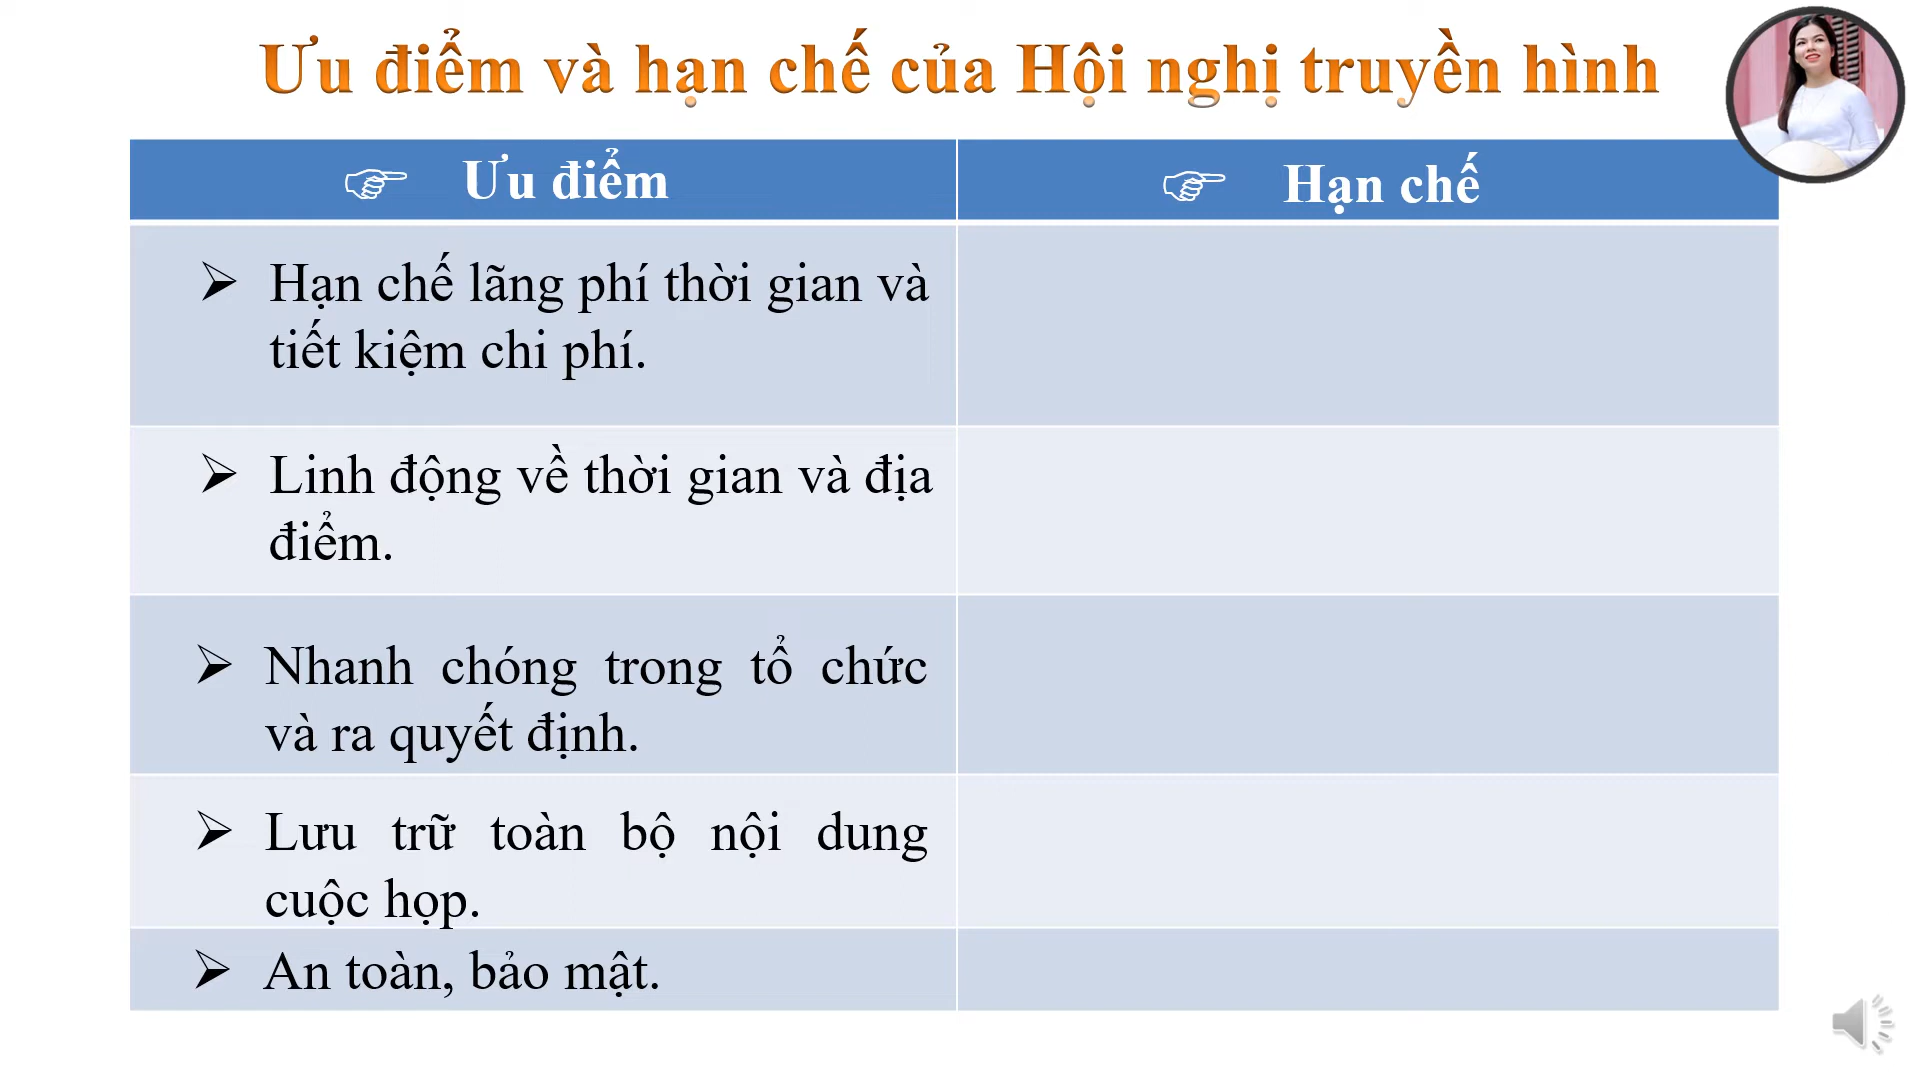 Ưu điểm và hạn chế của Hội nghị truyền hình
Ưu điểm
Hạn chế
Hạn chế lãng phí thời gian và
tiết kiệm chi phí.
Linh động về thời gian và địa
điểm.
Nhanh chóng trong tổ chức
và ra quyết định.
Lưu trữ toàn bộ nội dung
cuộc họp.
An toàn, bảo mật.